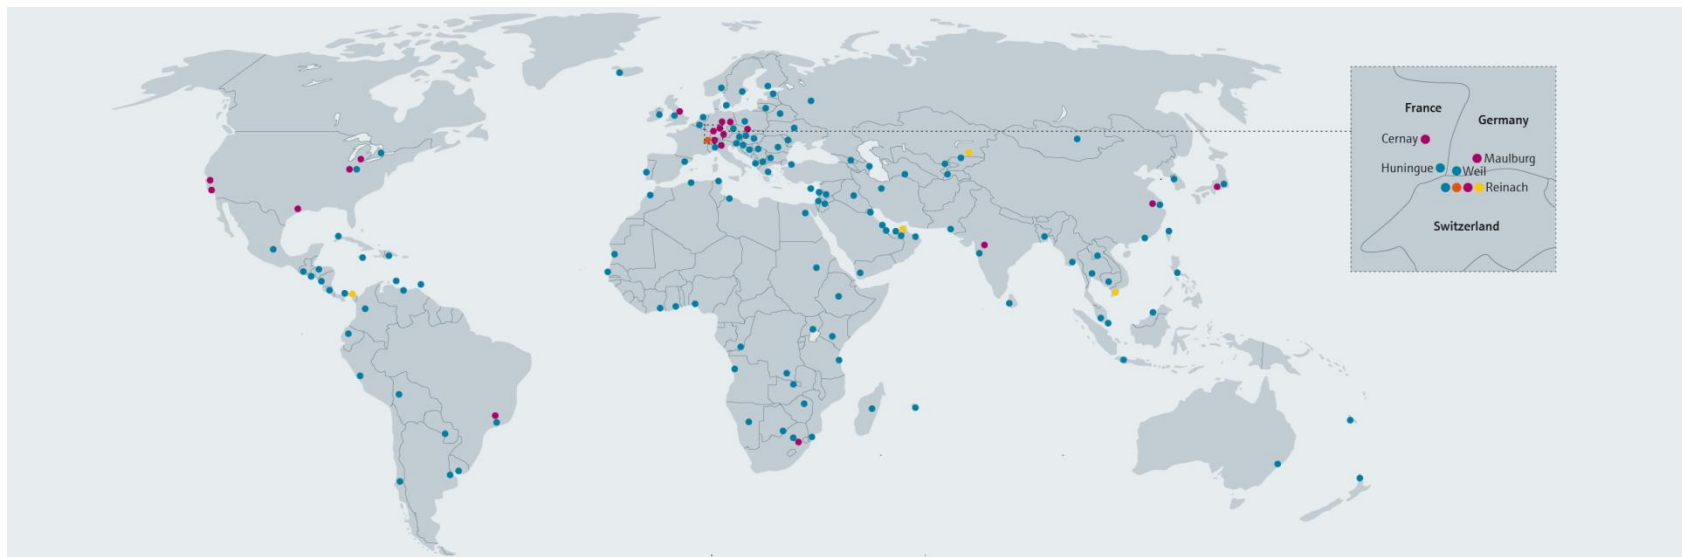 France
Germany
Cernay
Maulburg
Huningue
Weil
Reinach
Switzerland